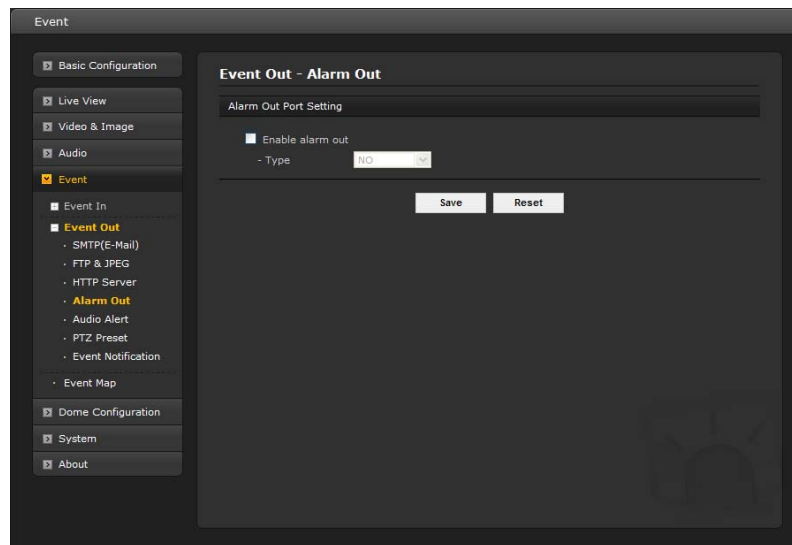 Event
Basic Configuration
Live View
Video & Image
Audio
Event
Event In
Event Out
· SMTP(E-Mail)
· FTP & JPEG
· HTTP Server
· Alarm Out
· Audio Alert
· PTZ Preset
· Event Notification
· Event Map
Dome Configuration
System
About
Event Out - Alarm Out
Alarm Out Port Setting
Enable alarm out
- Type NO
Save Reset